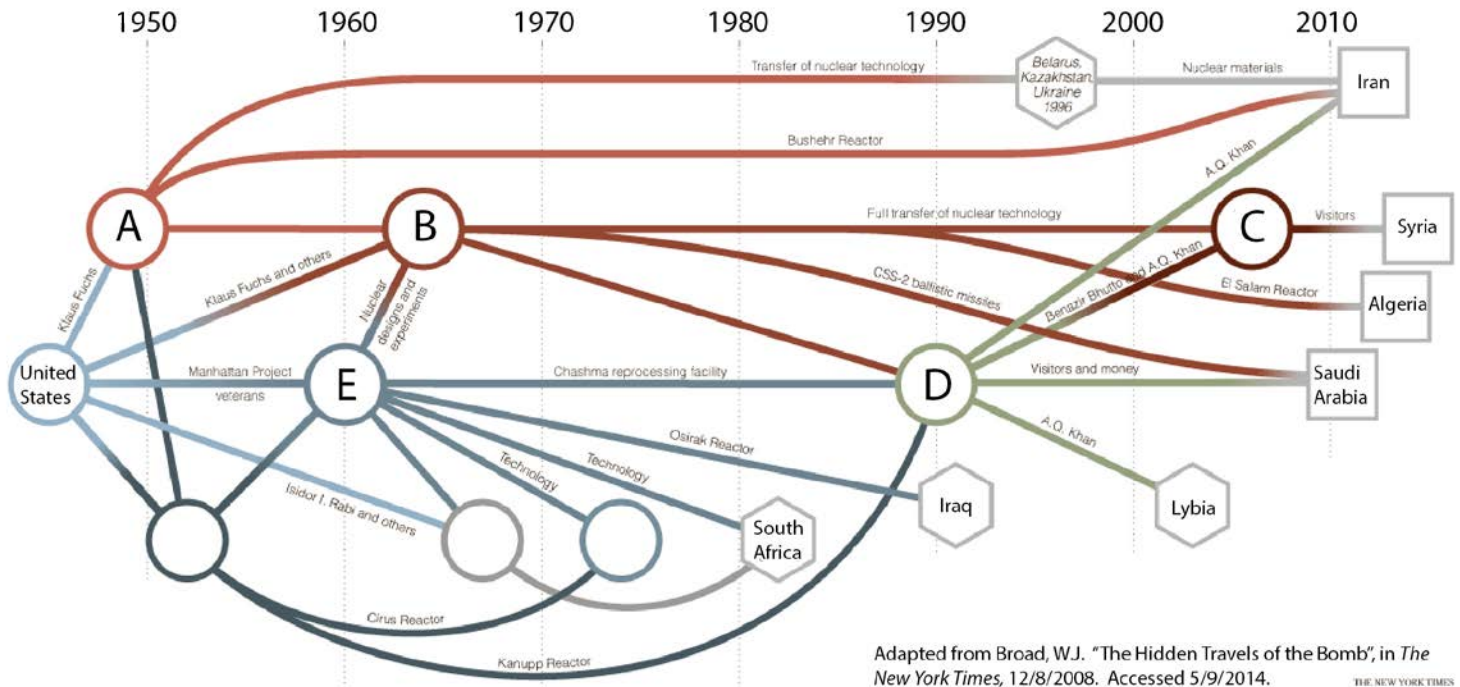 1950 1960 1970 1980 1990 2000 2010
Transfer of nuclear technology
Belarus,
Kazakhstan,
Ukraine
1996
Nuclear materials
Iran
Bushehr Reactor
A.Q. Khan
A
B
Full transfer of nuclear technology
C
Visitors
Syria
Klaus Fuchs
Klaus Fuchs and others
Nuclear
designs and
experiments
CSS-2 ballistic missiles
Benazir Bhutto and A.Q. Khan
El Salam Reactor
Algeria
United
States
Manhattan Project
veterans
E
Chashma reprocessing facility
D
Visitors and money
Saudi
Arabia
A.Q. Khan
Osirak Reactor
Technology
Technology
Isidor I. Rabi and others
South
Africa
Iraq
Lybia
Cirus Reactor
Kanupp Reactor
Adapted from Broad, W.J. "The Hidden Travels of the Bomb", in The
New York Times, 12/8/2008. Accessed 5/9/2014.
THE NEW YORK TIMES